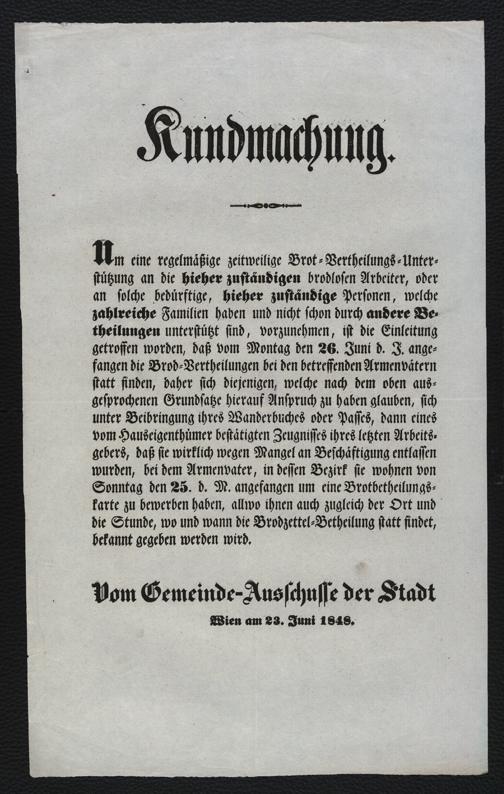 Kundmachung.
Um eine regelmäßige zeitweilige Brot-Vertheilungs-Unter-
stützung an die hieher zuständigen brodlosen Arbeiter, oder
an solche bedürftige, hieher zuständige Personen, welche
zahlreiche Familien haben und nicht schon durch andere Be-
theilungen unterstützt sind, vorzunehmen, ist die Einleitung
getroffen worden, daß vom Montag den 26. Juni d. J. ange-
fangen die Brod-Vertheilungen bei den betreffenden Armenvätern
statt finden, daher sich diejenigen, welche nach dem oben aus-
gesprochenen Grundsatze hierauf Anspruch zu haben glauben, sich
unter Beibringung ihres Wanderbuches oder Passes, dann eines
vom Hauseigenthümer bestätigten Zeugnisses ihres letzten Arbeits-
gebers, daß sie wirklich wegen Mangel an Beschäftigung entlassen
wurden, bei dem Armenvater, in dessen Bezirk sie wohnen von
Sonntag den 25. d. M. angefangen um eine Brotbetheilungs-
karte zu bewerben haben, allwo ihnen auch zugleich der Ort und
die Stunde, wo und wann die Brodzettel-Betheilung statt findet,
bekannt gegeben werden wird.
Vom Gemeinde-Ausschusse der Stadt
Wien am 23. Juni 1848.